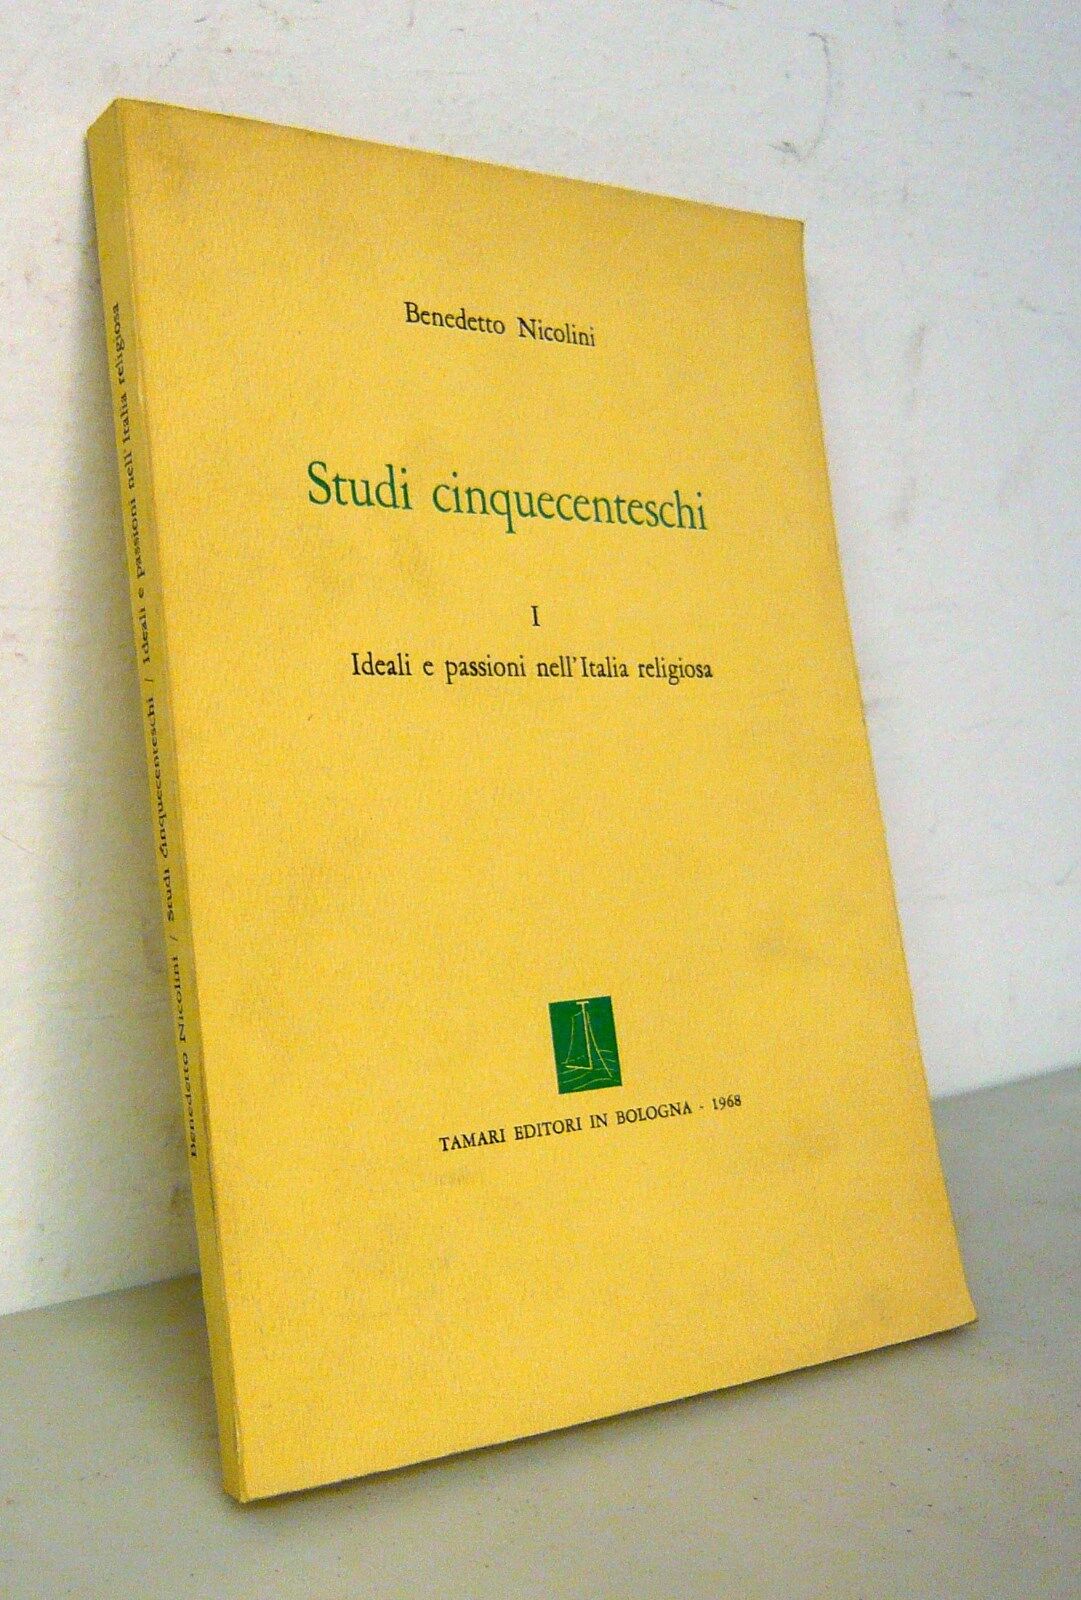 Benedetto Nicolini
Studi cinquecenteschi
I
Ideali e passioni nell'Italia religiosa
TAMARI EDITORI IN BOLOGNA - 1968
Benedetto Nicolini / Studi cinquecenteschi / Ideali e passioni nell'Italia religiosa